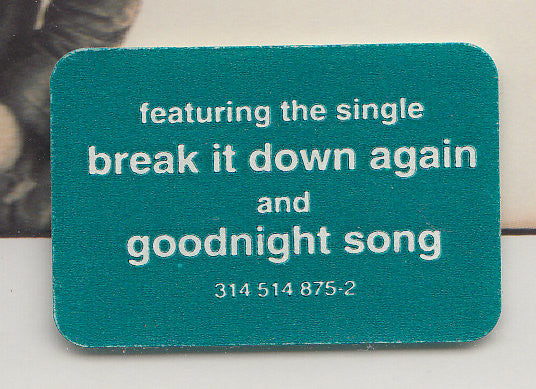 featuring the single
break it down again
and
goodnight song
314 514 875-2